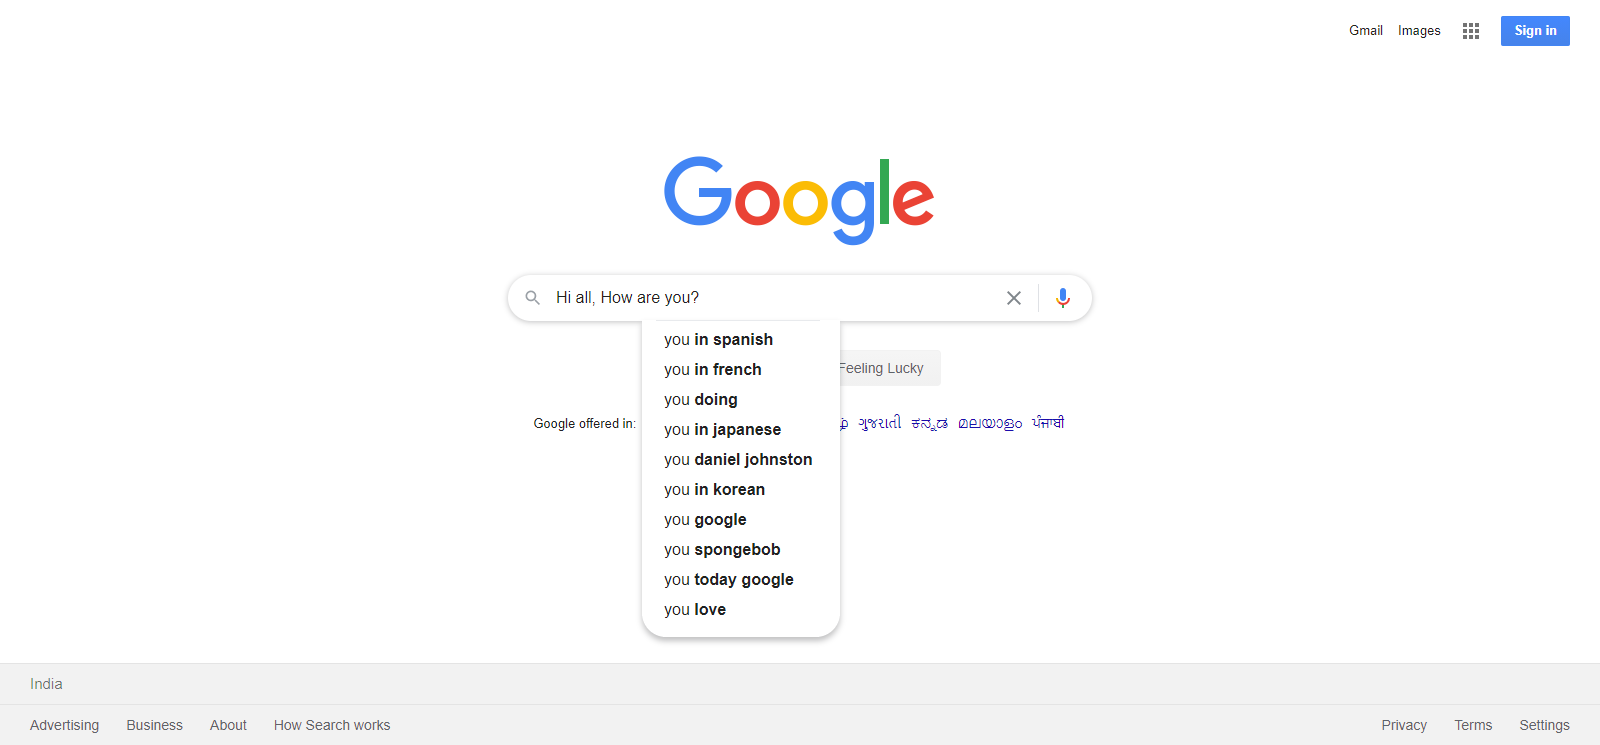 Gmail Images Sign in
Google
Hi all, How are you?
you in spanish
you in french
you doing
you in japanese
you daniel johnston
you in korean
you google
you spongebob
you today google
you love
Feeling Lucky
Google offered in: ગુજરાતી ಕನ್ನಡ മലയാളം ਪੰਜਾਬੀ
India
Advertising Business About How Search works Privacy Terms Settings